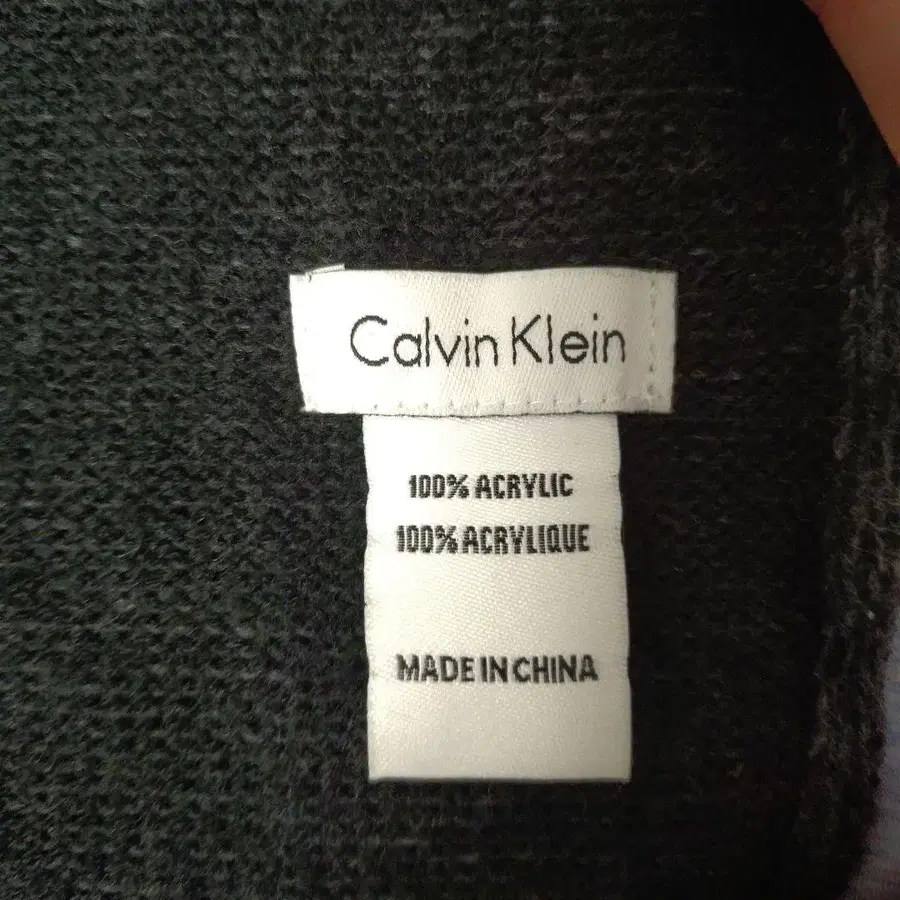 Calvin Klein
100% ACRYLIC
100% ACRYLIQUE
MADE IN CHINA